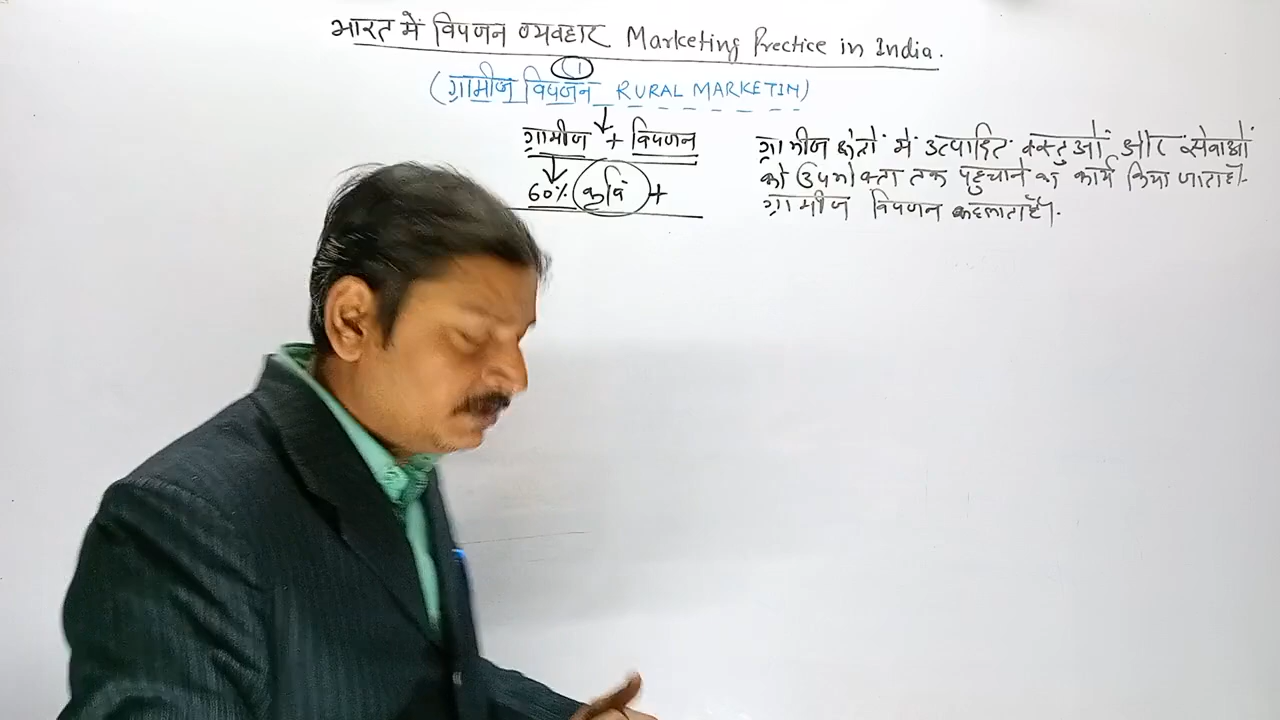 भारत में विपणन व्यवहार Marketing Prectice in India.
1
(ग्रामीण विपणन RURAL MARKETIN)
ग्रामीण + विपणन
60% कृषि +
ग्रामीण क्षेत्रों में उत्पादित वस्तुओं और सेवाओं
को उपभोक्ता तक पहुचाने का कार्य किया जाता है।
ग्रामीण विपणन कहलाता है।